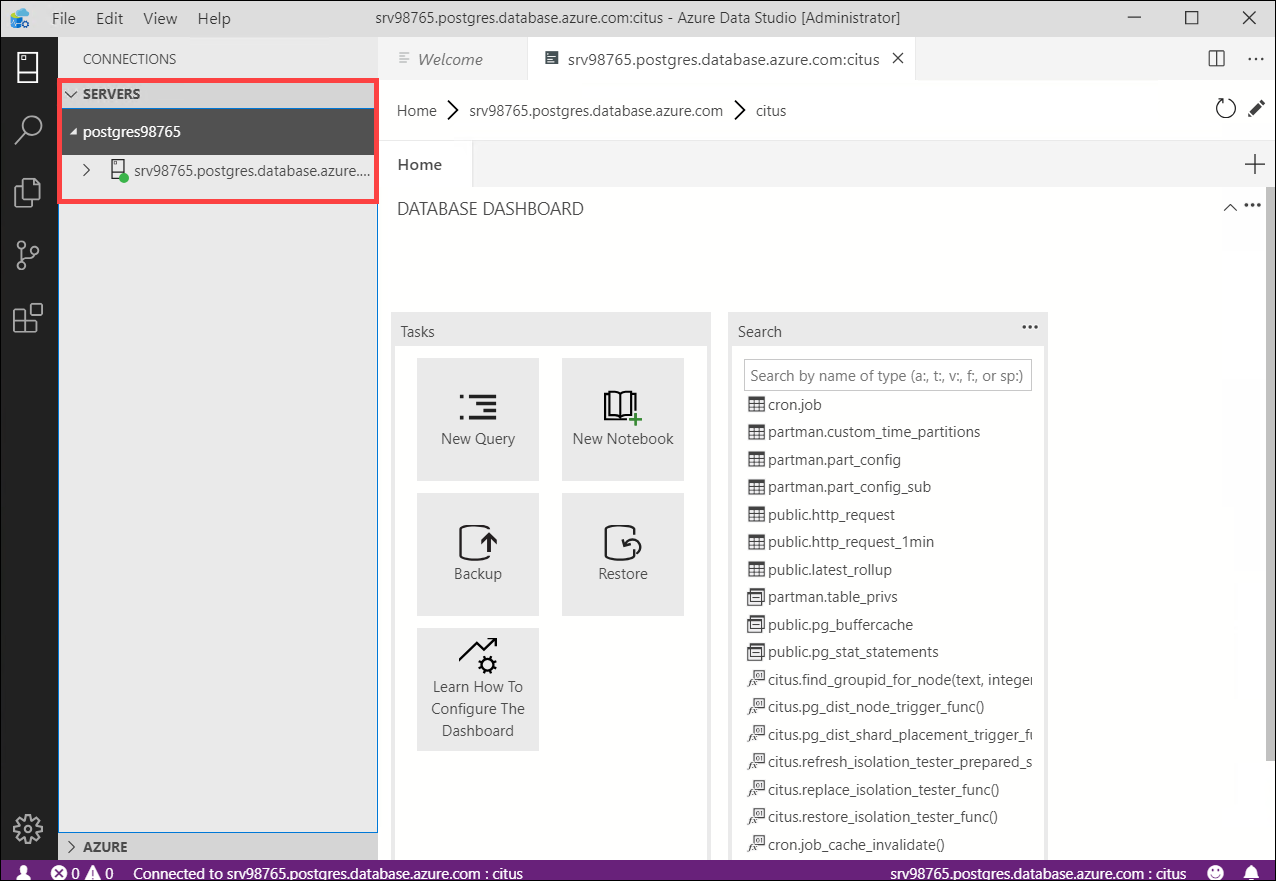 File Edit View Help
srv98765.postgres.database.azure.com:citus - Azure Data Studio [Administrator]
CONNECTIONS
SERVERS
postgres98765
srv98765.postgres.database.azure....
AZURE
Welcome
srv98765.postgres.database.azure.com:citus
Home srv98765.postgres.database.azure.com citus
Home
DATABASE DASHBOARD
Tasks
New Query
New Notebook
Backup
Restore
Learn How To
Configure The
Dashboard
Search
Search by name of type (a:, t:, v:, f:, or sp:)
cron.job
partman.custom_time_partitions
partman.part_config
partman.part_config_sub
public.http_request
public.http_request_1min
public.latest_rollup
partman.table_privs
public.pg_buffercache
public.pg_stat_statements
citus.find_groupid_for_node(text, integer
citus.pg_dist_node_trigger_func()
citus.pg_dist_shard_placement_trigger_fu
citus.refresh_isolation_tester_prepared_s
citus.replace_isolation_tester_func()
citus.restore_isolation_tester_func()
cron.job_cache_invalidate()
0 0 Connected to srv98765.postgres.database.azure.com : citus
srv98765.postgres.database.azure.com : citus